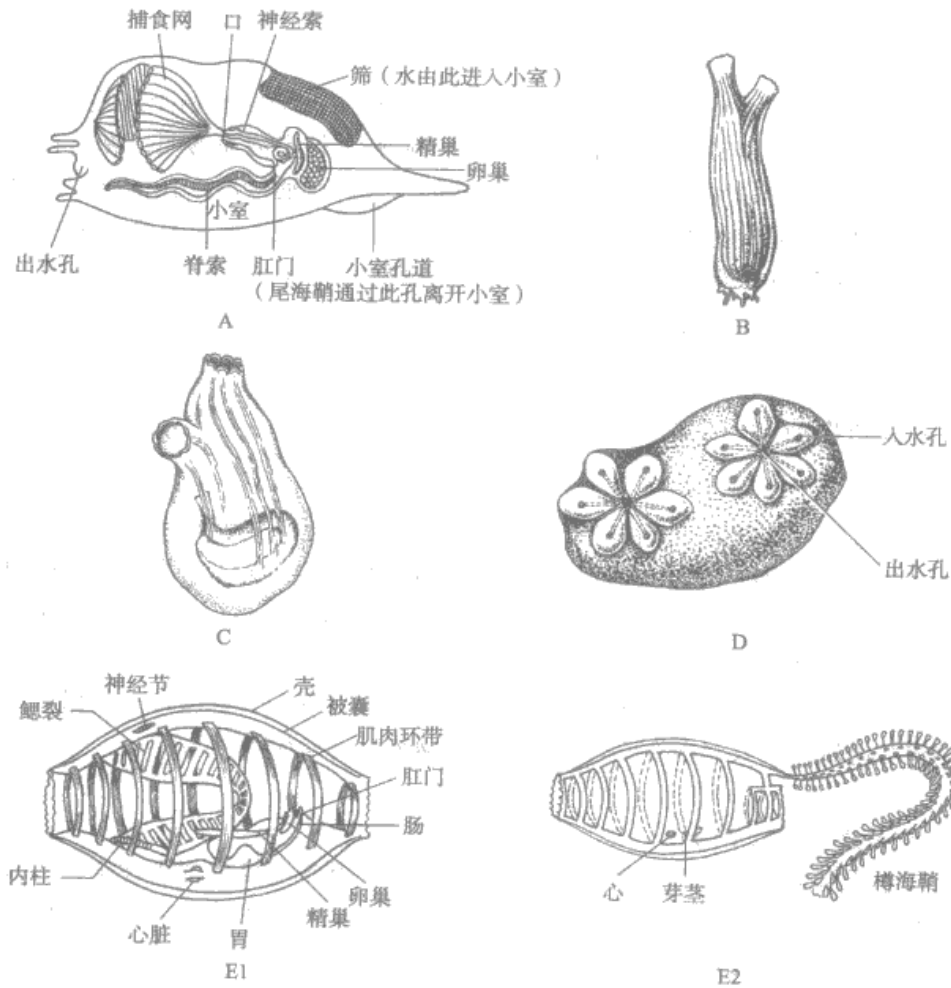 捕食网 口 神经索
筛（水由此进入小室）
精巢
卵巢
小室
出水孔 脊索 肛门 小室孔道
（尾海鞘通过此孔离开小室）
A
B
入水孔
出水孔
C
D
神经节 壳
鳃裂 被囊
肌肉环带
肛门
肠
内柱 卵巢
精巢
心脏 胃
E1
心 芽茎 樽海鞘
E2